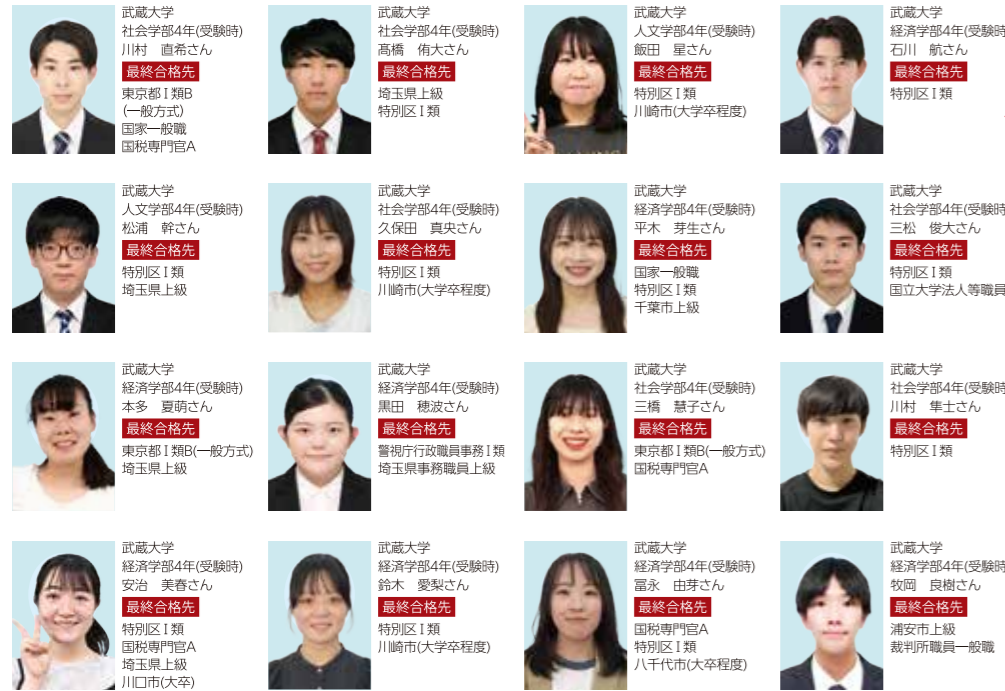 武蔵大学
社会学部4年(受験時)
川村 直希さん
最終合格先
東京都Ⅰ類B
(一般方式)
国家一般職
国税専門官A
武蔵大学
社会学部4年(受験時)
髙橋 侑大さん
最終合格先
埼玉県上級
特別区Ⅰ類
武蔵大学
人文学部4年(受験時)
飯田 星さん
最終合格先
特別区Ⅰ類
川崎市(大学卒程度)
武蔵大学
経済学部4年(受験時
石川 航さん
最終合格先
特別区Ⅰ類
武蔵大学
人文学部4年(受験時)
松浦 幹さん
最終合格先
特別区Ⅰ類
埼玉県上級
武蔵大学
社会学部4年(受験時)
久保田 真央さん
最終合格先
特別区Ⅰ類
川崎市(大学卒程度)
武蔵大学
経済学部4年(受験時)
平木 芽生さん
最終合格先
国家一般職
特別区Ⅰ類
千葉市上級
武蔵大学
社会学部4年(受験時
三松 俊大さん
最終合格先
特別区Ⅰ類
国立大学法人等職員
武蔵大学
経済学部4年(受験時)
本多 夏萌さん
最終合格先
東京都Ⅰ類B(一般方式)
埼玉県上級
武蔵大学
経済学部4年(受験時)
黒田 穂波さん
最終合格先
警視庁行政職員事務Ⅰ類
埼玉県事務職員上級
武蔵大学
社会学部4年(受験時)
三橋 慧子さん
最終合格先
東京都Ⅰ類B(一般方式)
国税専門官A
武蔵大学
社会学部4年(受験時
川村 隼士さん
最終合格先
特別区Ⅰ類
武蔵大学
経済学部4年(受験時)
安治 美春さん
最終合格先
特別区Ⅰ類
国税専門官A
埼玉県上級
川口市(大卒)
武蔵大学
経済学部4年(受験時)
鈴木 愛梨さん
最終合格先
特別区Ⅰ類
川崎市(大学卒程度)
武蔵大学
経済学部4年(受験時)
冨永 由芽さん
最終合格先
国税専門官A
特別区Ⅰ類
八千代市(大卒程度)
武蔵大学
経済学部4年(受験時
牧岡 良樹さん
最終合格先
浦安市上級
裁判所職員一般職